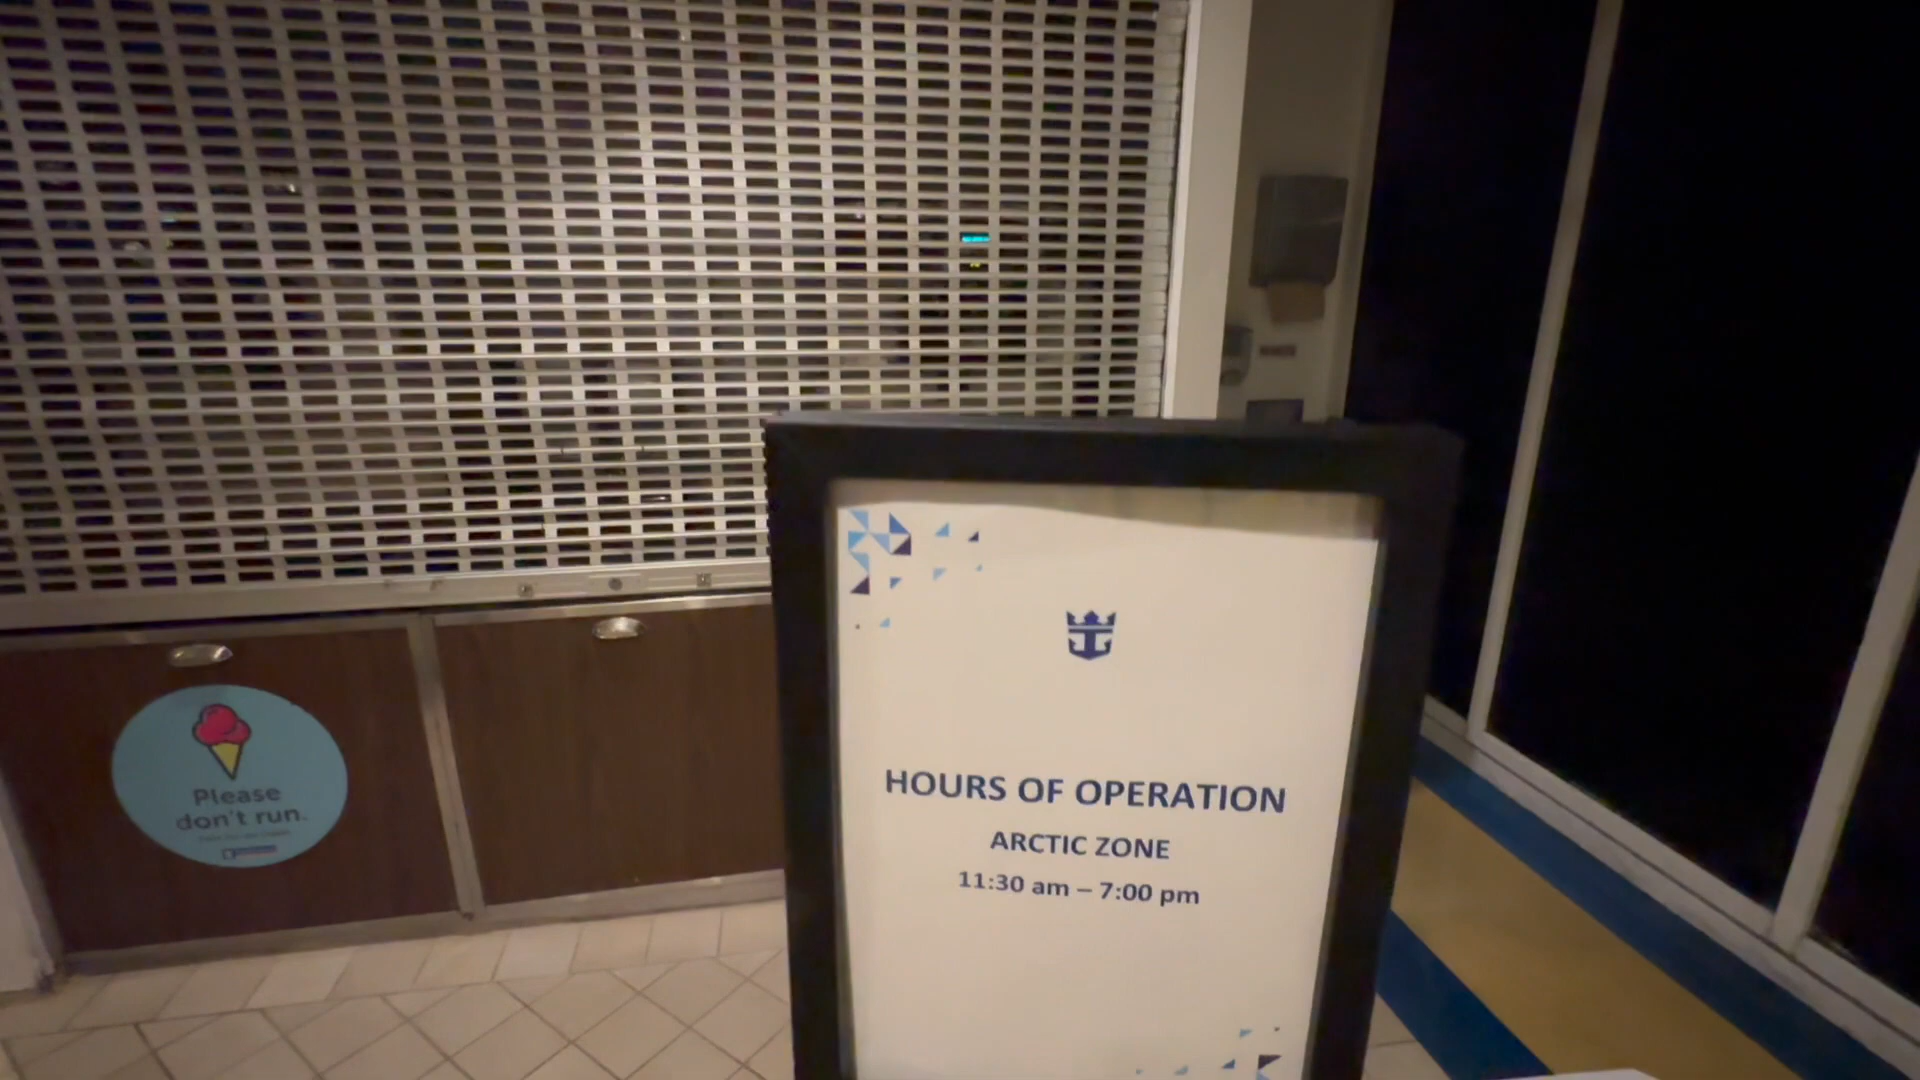 Please
don't run.
HOURS OF OPERATION
ARCTIC ZONE
11:30 am – 7:00 pm